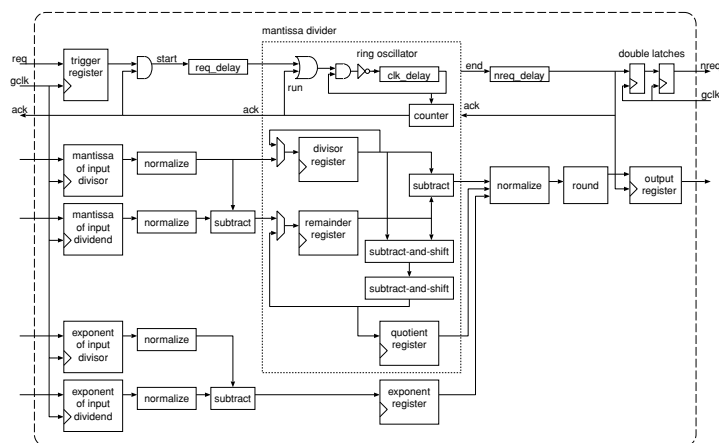 mantissa divider
req
trigger
register
start
req_delay
ring oscillator
run
clk_delay
counter
end
nreq_delay
double latches
nreq
gclk
gclk
ack
ack
ack
mantissa
of input
divisor
normalize
divisor
register
subtract
normalize
round
output
register
mantissa
of input
dividend
normalize
subtract
remainder
register
subtract-and-shift
subtract-and-shift
exponent
of input
divisor
normalize
quotient
register
exponent
of input
dividend
normalize
subtract
exponent
register